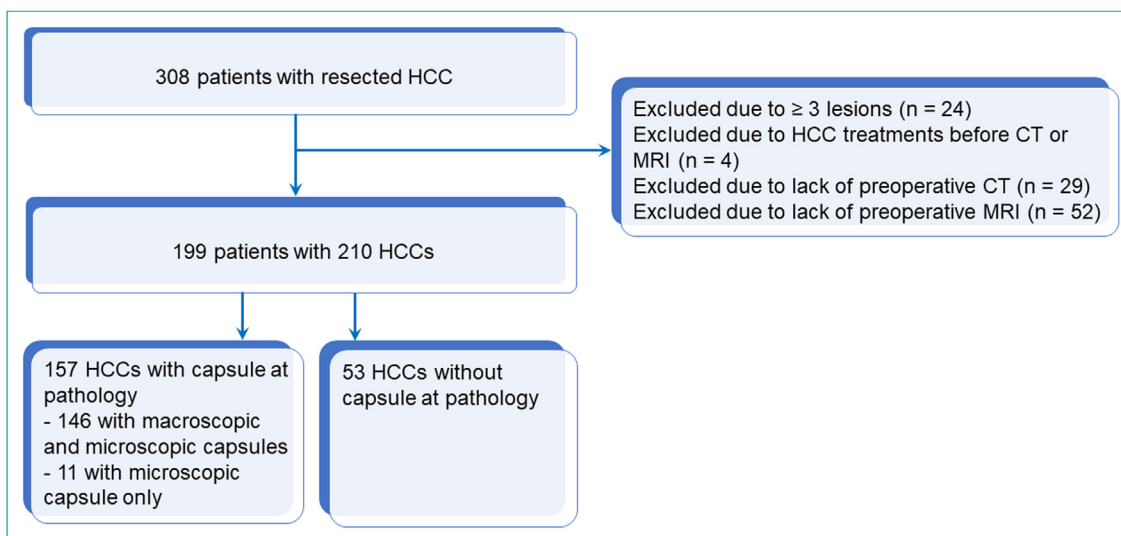 308 patients with resected HCC
Excluded due to ≥ 3 lesions (n = 24)
Excluded due to HCC treatments before CT or
MRI (n = 4)
Excluded due to lack of preoperative CT (n = 29)
Excluded due to lack of preoperative MRI (n = 52)
199 patients with 210 HCCs
157 HCCs with capsule at
pathology
- 146 with macroscopic
and microscopic capsules
- 11 with microscopic
capsule only
53 HCCs without
capsule at pathology